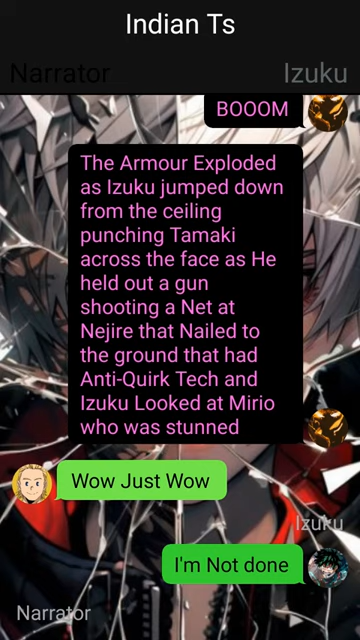 Indian Ts
Narrator
Izuku
BOOOM
The Armour Exploded
as Izuku jumped down
from the ceiling
punching Tamaki
across the face as He
held out a gun
shooting a Net at
Nejire that Nailed to
the ground that had
Anti-Quirk Tech and
Izuku Looked at Mirio
who was stunned
Wow Just Wow
Izuku
I'm Not done
Narrator